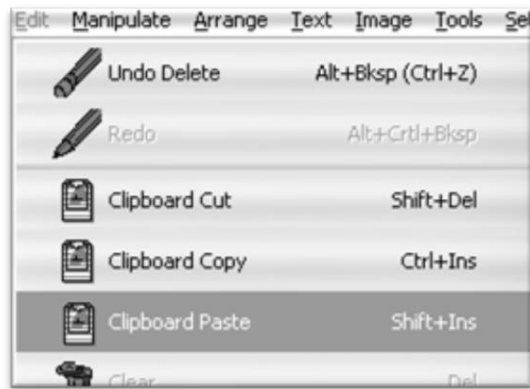 Edit Manipulate Arrange Text Image Tools
Undo Delete Alt+Bksp (Ctrl+Z)
Redo Alt+Crtl+Bksp
Clipboard Cut Shift+Del
Clipboard Copy Ctrl+Ins
Clipboard Paste Shift+Ins
Clear Del